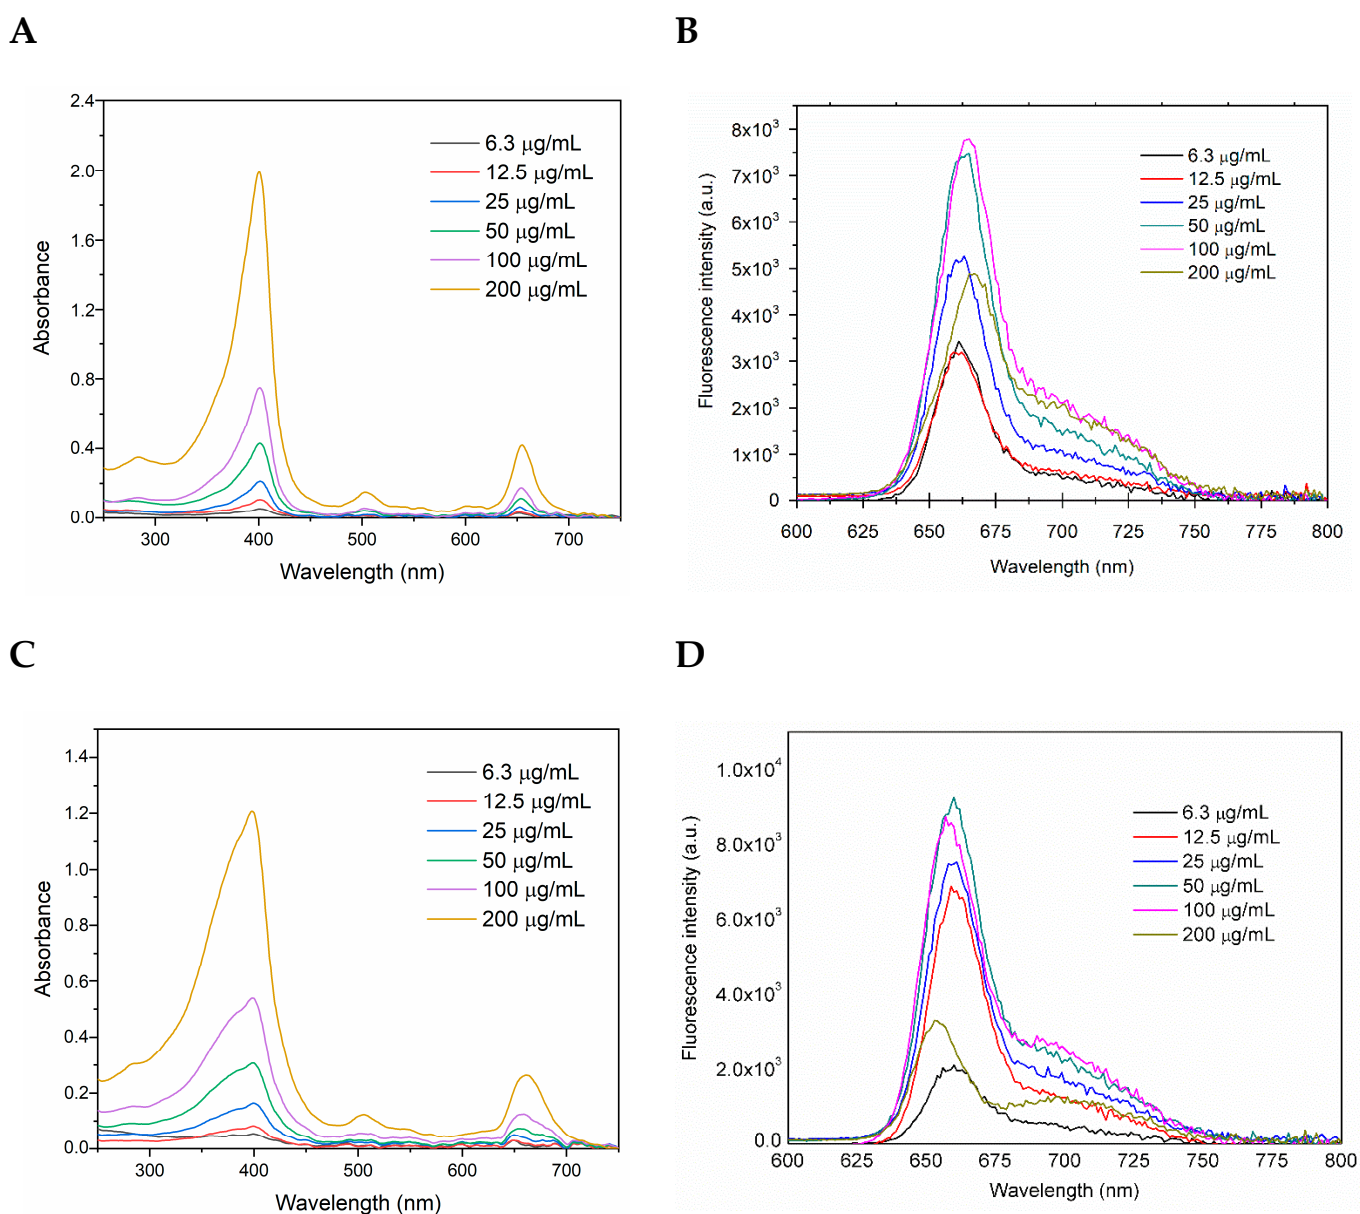 A
B
2.4
2.0
1.6
1.2
0.8
0.4
0.0
300
400
500
600
700
Absorbance
Wavelength (nm)
6.3 μg/mL
12.5 μg/mL
25 μg/mL
50 μg/mL
100 μg/mL
200 μg/mL
8x10³
7x10³
6x10³
5x10³
4x10³
3x10³
2x10³
1x10³
0
600
625
650
675
700
725
750
775
800
Fluorescence intensity (a.u.)
Wavelength (nm)
6.3 μg/mL
12.5 μg/mL
25 μg/mL
50 μg/mL
100 μg/mL
200 μg/mL
C
D
1.4
1.2
1.0
0.8
0.6
0.4
0.2
0.0
300
400
500
600
700
Absorbance
Wavelength (nm)
6.3 μg/mL
12.5 μg/mL
25 μg/mL
50 μg/mL
100 μg/mL
200 μg/mL
1.0x10⁴
8.0x10³
6.0x10³
4.0x10³
2.0x10³
0.0
600
625
650
675
700
725
750
775
800
Fluorescence intensity (a.u.)
Wavelength (nm)
6.3 μg/mL
12.5 μg/mL
25 μg/mL
50 μg/mL
100 μg/mL
200 μg/mL